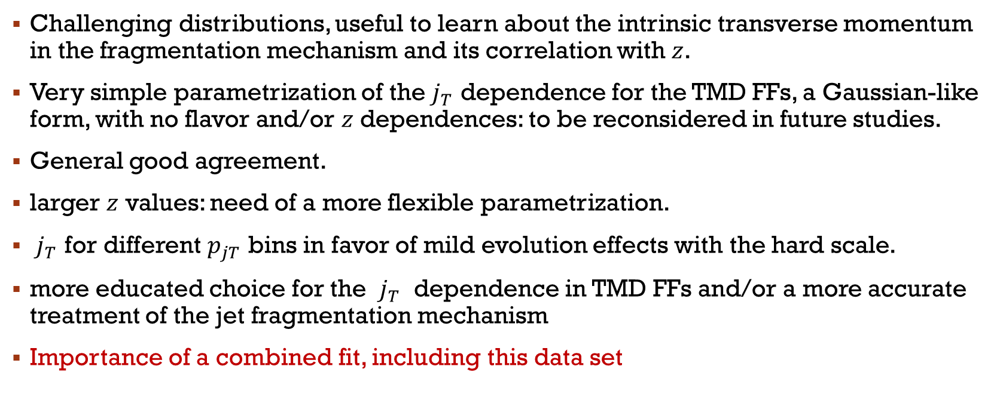 ▪ Challenging distributions, useful to learn about the intrinsic transverse momentum
in the fragmentation mechanism and its correlation with z.
▪ Very simple parametrization of the j_T dependence for the TMD FFs, a Gaussian-like
form, with no flavor and/or z dependences: to be reconsidered in future studies.
▪ General good agreement.
▪ larger z values: need of a more flexible parametrization.
▪ j_T for different p_{jT} bins in favor of mild evolution effects with the hard scale.
▪ more educated choice for the j_T dependence in TMD FFs and/or a more accurate
treatment of the jet fragmentation mechanism
▪ Importance of a combined fit, including this data set